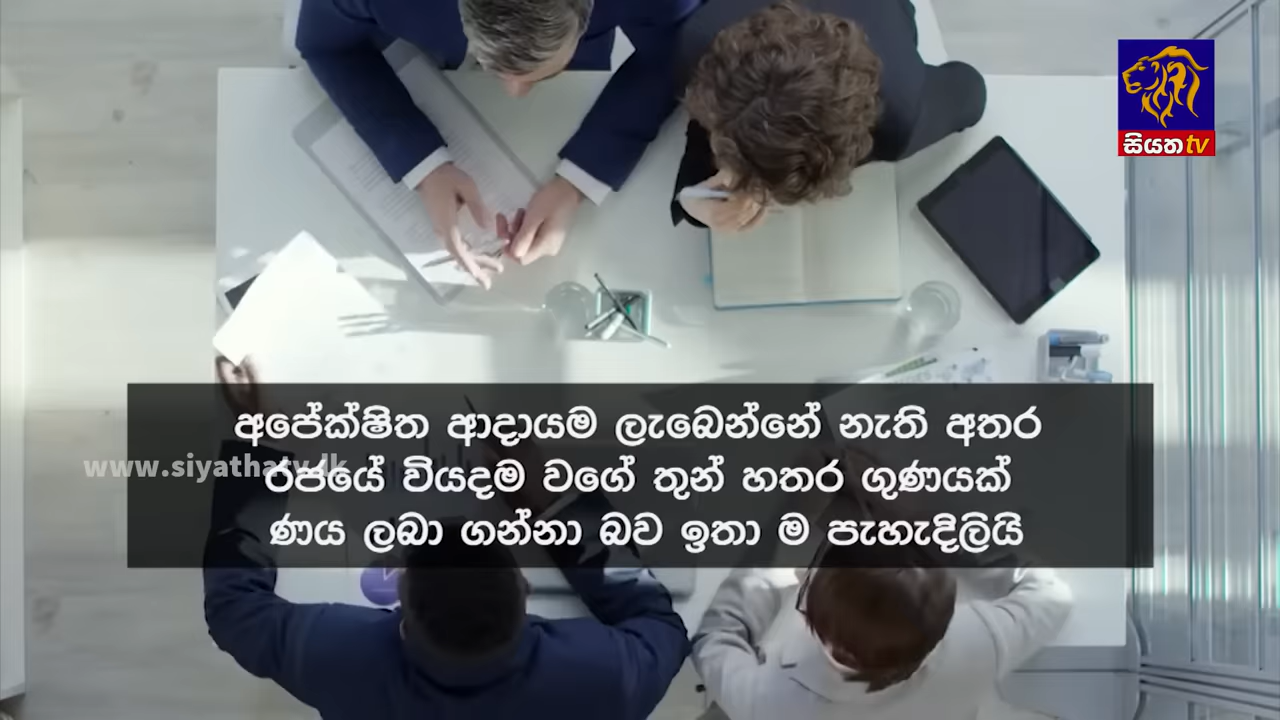 සියත tv
අපේක්ෂිත ආදායම ලැබෙන්නේ නැති අතර
www.siyathatv.lk
රජයේ වියදම වගේ තුන් හතර ගුණයක්
ණය ලබා ගන්නා බව ඉතා ම පැහැදිලියි